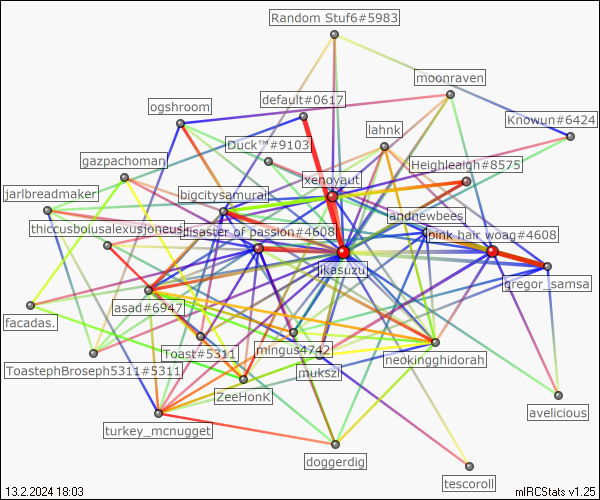 Random Stuf6#5983
moonraven
default#0617
ogshroom
Knowun#6424
lahnk
Duck™#9103
gazpachoman
Heighleaigh#8575
xenoyaut
jarlbreadmaker
bigcitysamurai
andnewbees
thiccusbolusalexusjoneus
disaster of passion#4608
pink hair woag#4608
jikasuzu
gregor_samsa
asad#6947
facadas.
Toast#5311
mingus4742
neokingghidorah
ToastephBroseph5311#5311
mukszi
ZeeHonK
avelicious
turkey_mcnugget
doggerdig
tescoroll
13.2.2024 18:03
mIRCStats v1.25